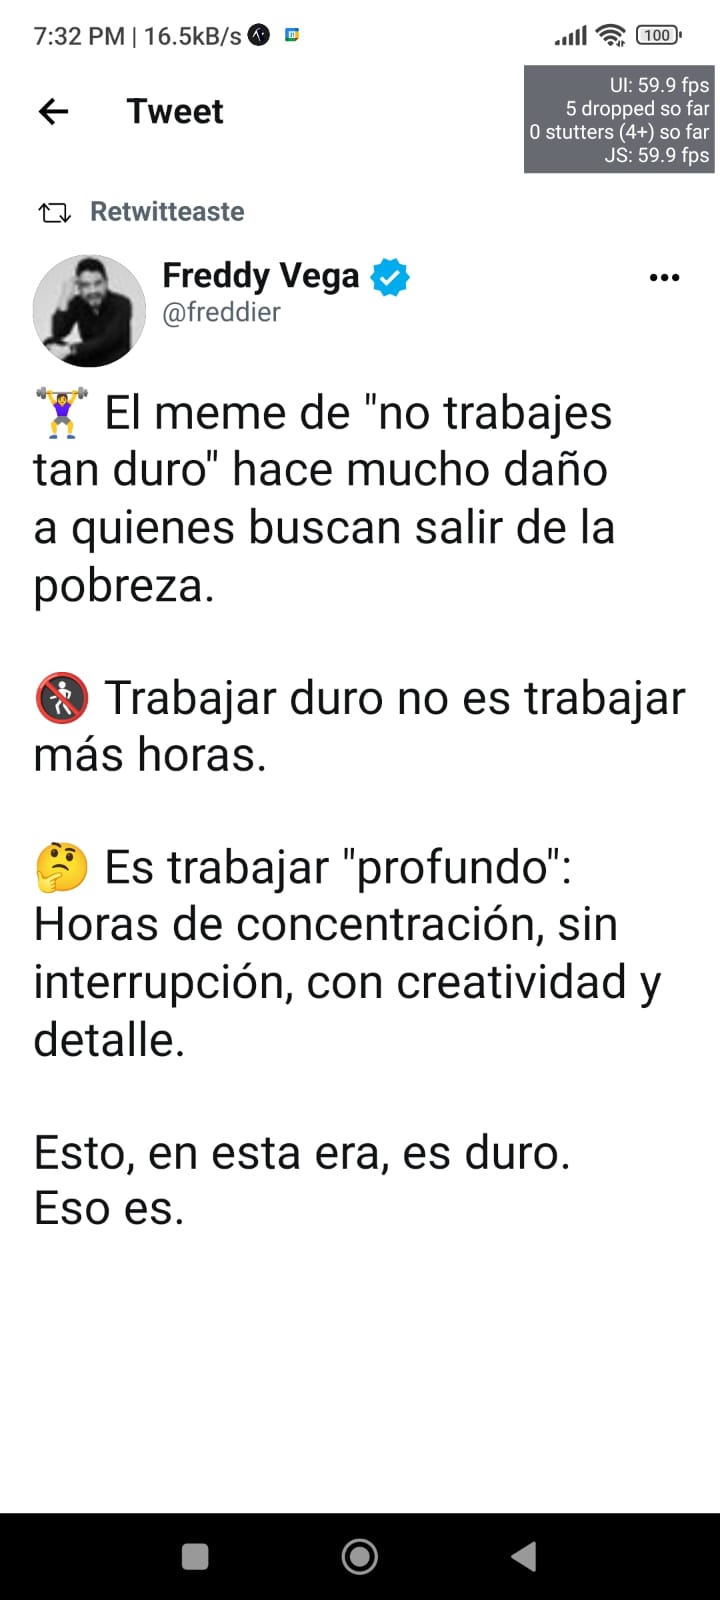 7:32 PM | 16.5kB/s
100
UI: 59.9 fps
5 dropped so far
0 stutters (4+) so far
JS: 59.9 fps
Tweet
Retwitteaste
Freddy Vega
@freddier
🏋️‍♀️ El meme de "no trabajes
tan duro" hace mucho daño
a quienes buscan salir de la
pobreza.
🚷 Trabajar duro no es trabajar
más horas.
🤔 Es trabajar "profundo":
Horas de concentración, sin
interrupción, con creatividad y
detalle.
Esto, en esta era, es duro.
Eso es.